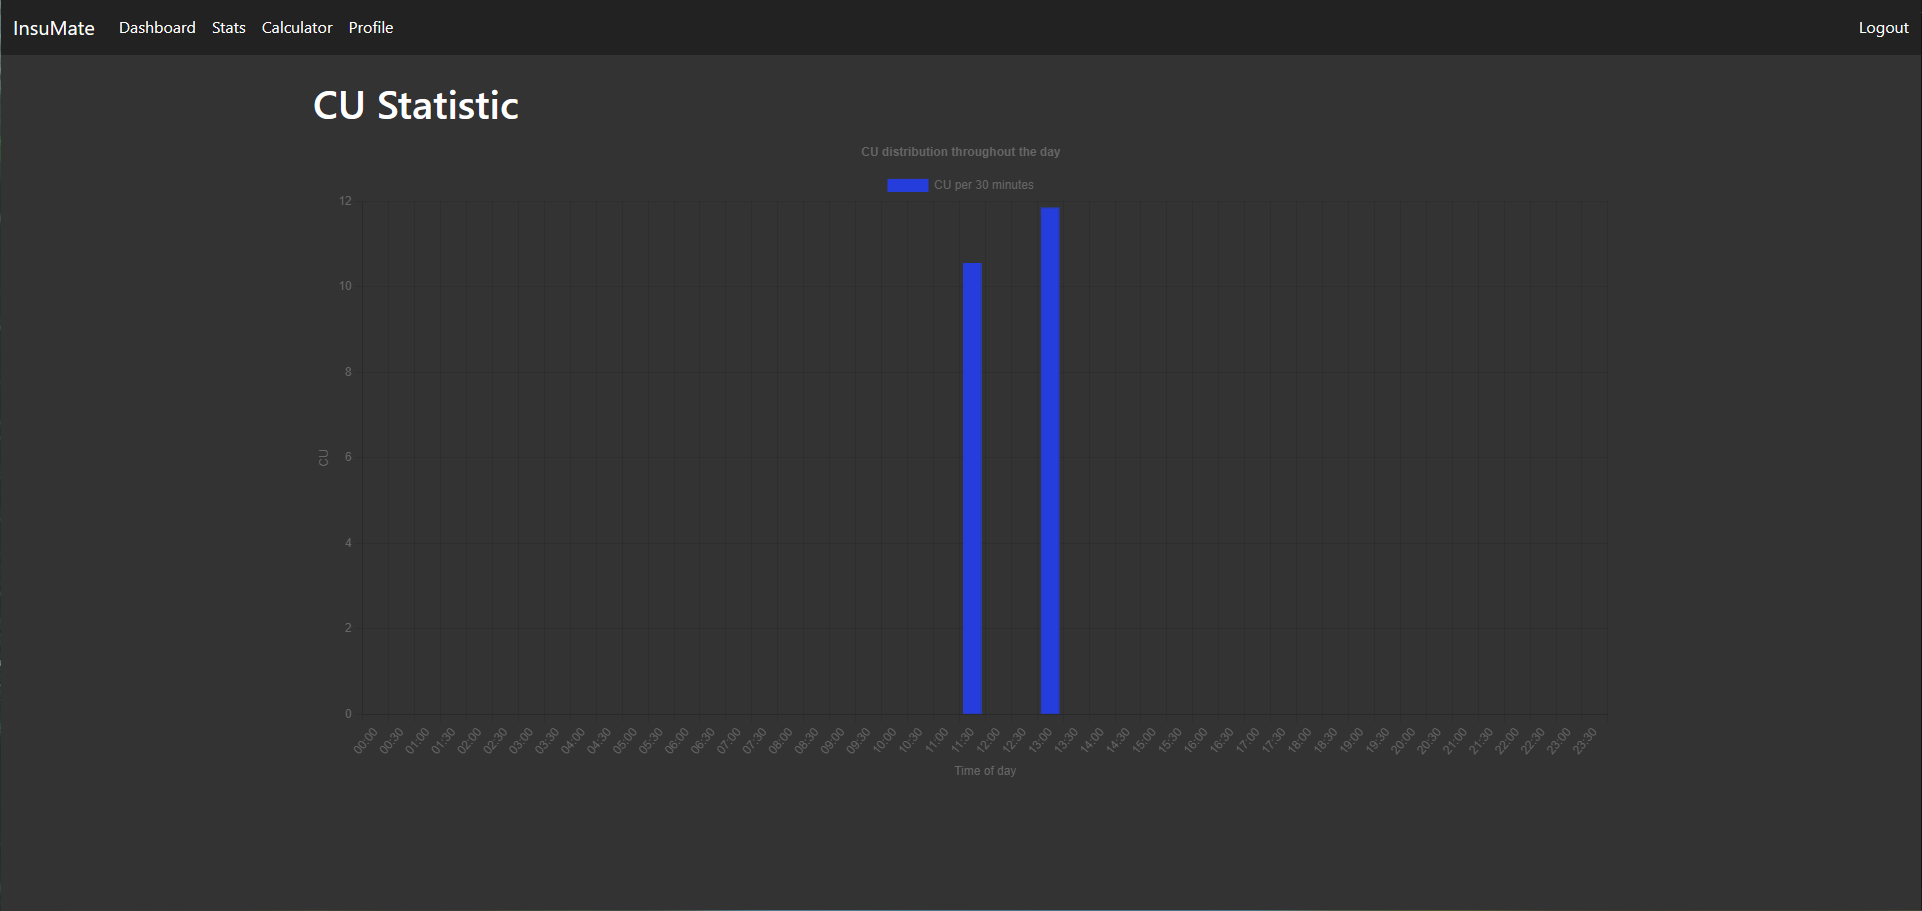 InsuMate Dashboard Stats Calculator Profile Logout
CU Statistic
CU distribution throughout the day
CU per 30 minutes
12
10
8
6
4
2
0
CU
00:00 00:30 01:00 01:30 02:00 02:30 03:00 03:30 04:00 04:30 05:00 05:30 06:00 06:30 07:00 07:30 08:00 08:30 09:00 09:30 10:00 10:30 11:00 11:30 12:00 12:30 13:00 13:30 14:00 14:30 15:00 15:30 16:00 16:30 17:00 17:30 18:00 18:30 19:00 19:30 20:00 20:30 21:00 21:30 22:00 22:30 23:00 23:30
Time of day